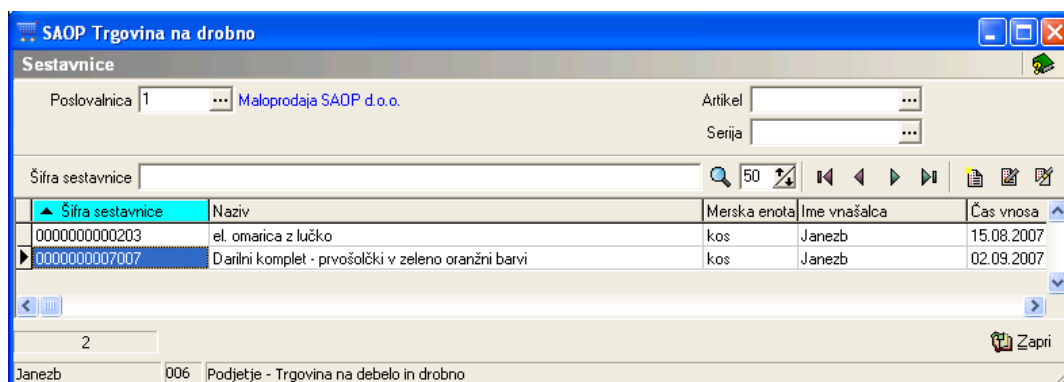 SAOP Trgovina na drobno
Sestavnice
Poslovalnica 1 ... Maloprodaja SAOP d.o.o. Artikel ...
Serija ...
Šifra sestavnice 50
Šifra sestavnice Naziv Merska enota Ime vnašalca Čas vnosa
0000000000203 el. omarica z lučko kos Janezb 15.08.2007
0000000007007 Darilni komplet - prvošolčki v zeleno oranžni barvi kos Janezb 02.09.2007
2 Zapri
Janezb 006 Podjetje - Trgovina na debelo in drobno